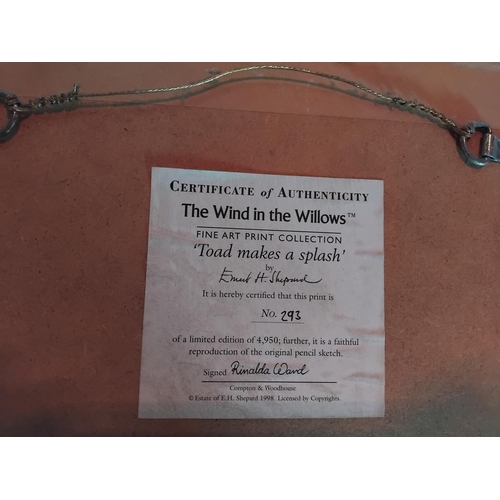 CERTIFICATE of AUTHENTICITY
The Wind in the Willows™
FINE ART PRINT COLLECTION
'Toad makes a splash'
by
Ernest H. Shepard
It is hereby certified that this print is
No. 293
of a limited edition of 4,950; further, it is a faithful
reproduction of the original pencil sketch.
Signed Rinalda Ward
Compton & Woodhouse
© Estate of E.H. Shepard 1998. Licensed by Copyrights.